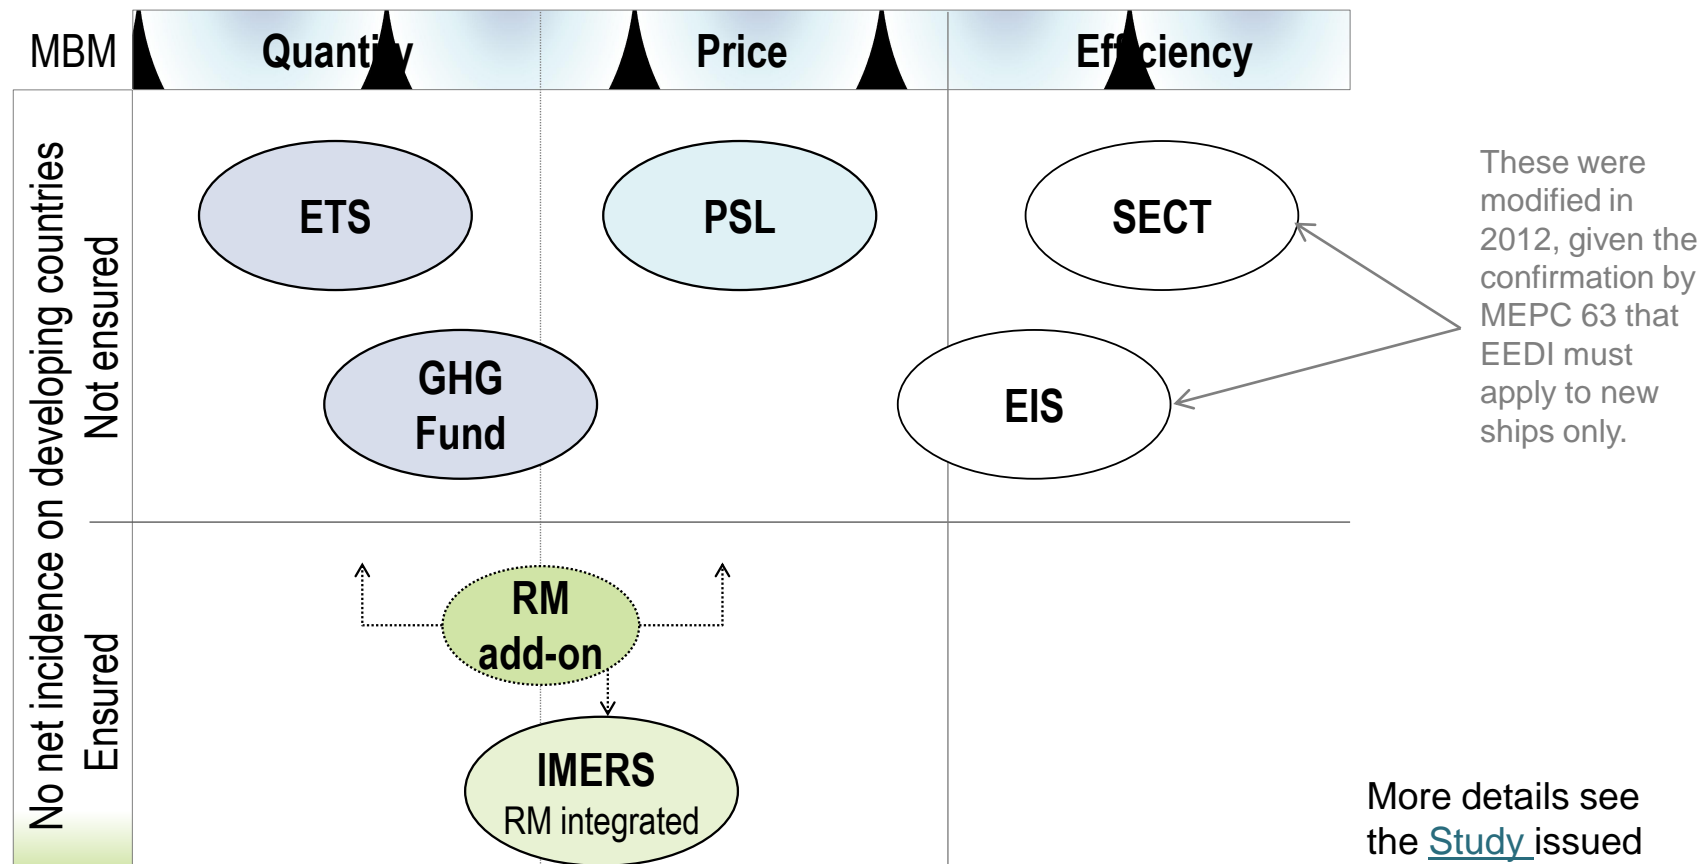 MBM
Quantity
Price
Efficiency
No net incidence on developing countries
Not ensured
Ensured
ETS
PSL
SECT
GHG
Fund
EIS
These were
modified in
2012, given the
confirmation by
MEPC 63 that
EEDI must
apply to new
ships only.
RM
add-on
IMERS
RM integrated
More details see
the Study issued